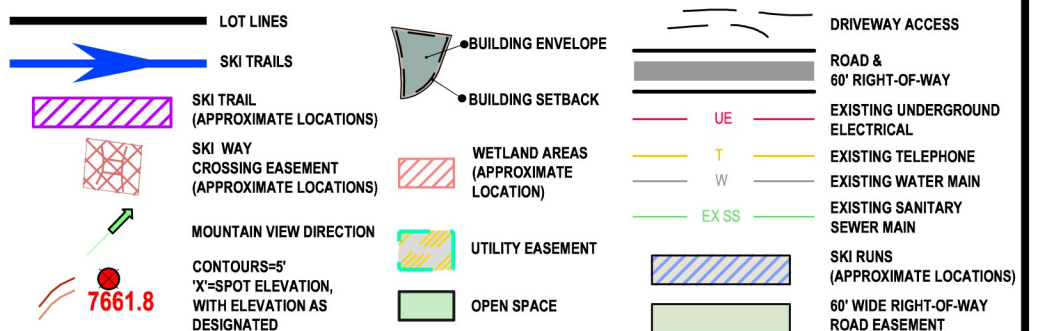 LOT LINES
SKI TRAILS
SKI TRAIL
(APPROXIMATE LOCATIONS)
SKI WAY
CROSSING EASEMENT
(APPROXIMATE LOCATIONS)
MOUNTAIN VIEW DIRECTION
7661.8
CONTOURS=5'
'X'=SPOT ELEVATION,
WITH ELEVATION AS
DESIGNATED
BUILDING ENVELOPE
BUILDING SETBACK
WETLAND AREAS
(APPROXIMATE
LOCATION)
UTILITY EASEMENT
OPEN SPACE
DRIVEWAY ACCESS
ROAD &
60' RIGHT-OF-WAY
UE
EXISTING UNDERGROUND
ELECTRICAL
T
EXISTING TELEPHONE
W
EXISTING WATER MAIN
EX SS
EXISTING SANITARY
SEWER MAIN
SKI RUNS
(APPROXIMATE LOCATIONS)
60' WIDE RIGHT-OF-WAY
ROAD EASEMENT